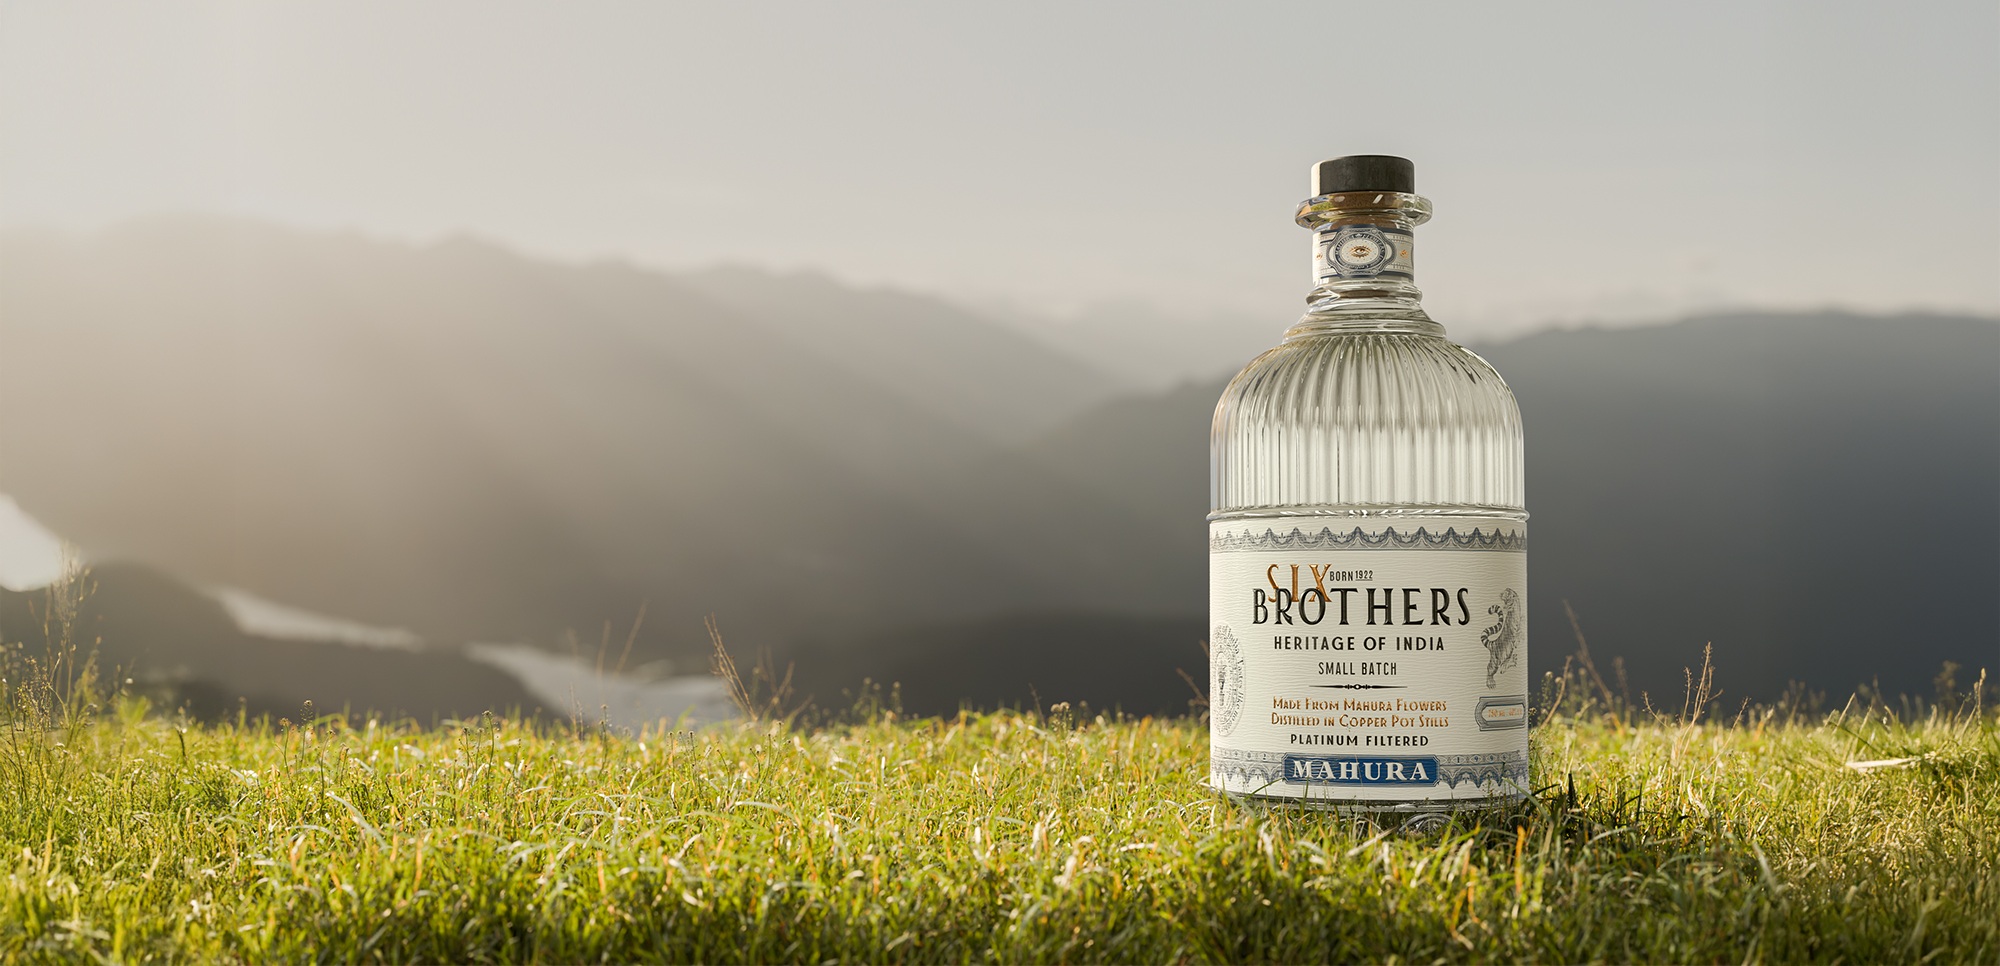 SIX BORN 1922
BROTHERS
HERITAGE OF INDIA
SMALL BATCH
MADE FROM MAHURA FLOWERS
DISTILLED IN COPPER POT STILLS
PLATINUM FILTERED
MAHURA